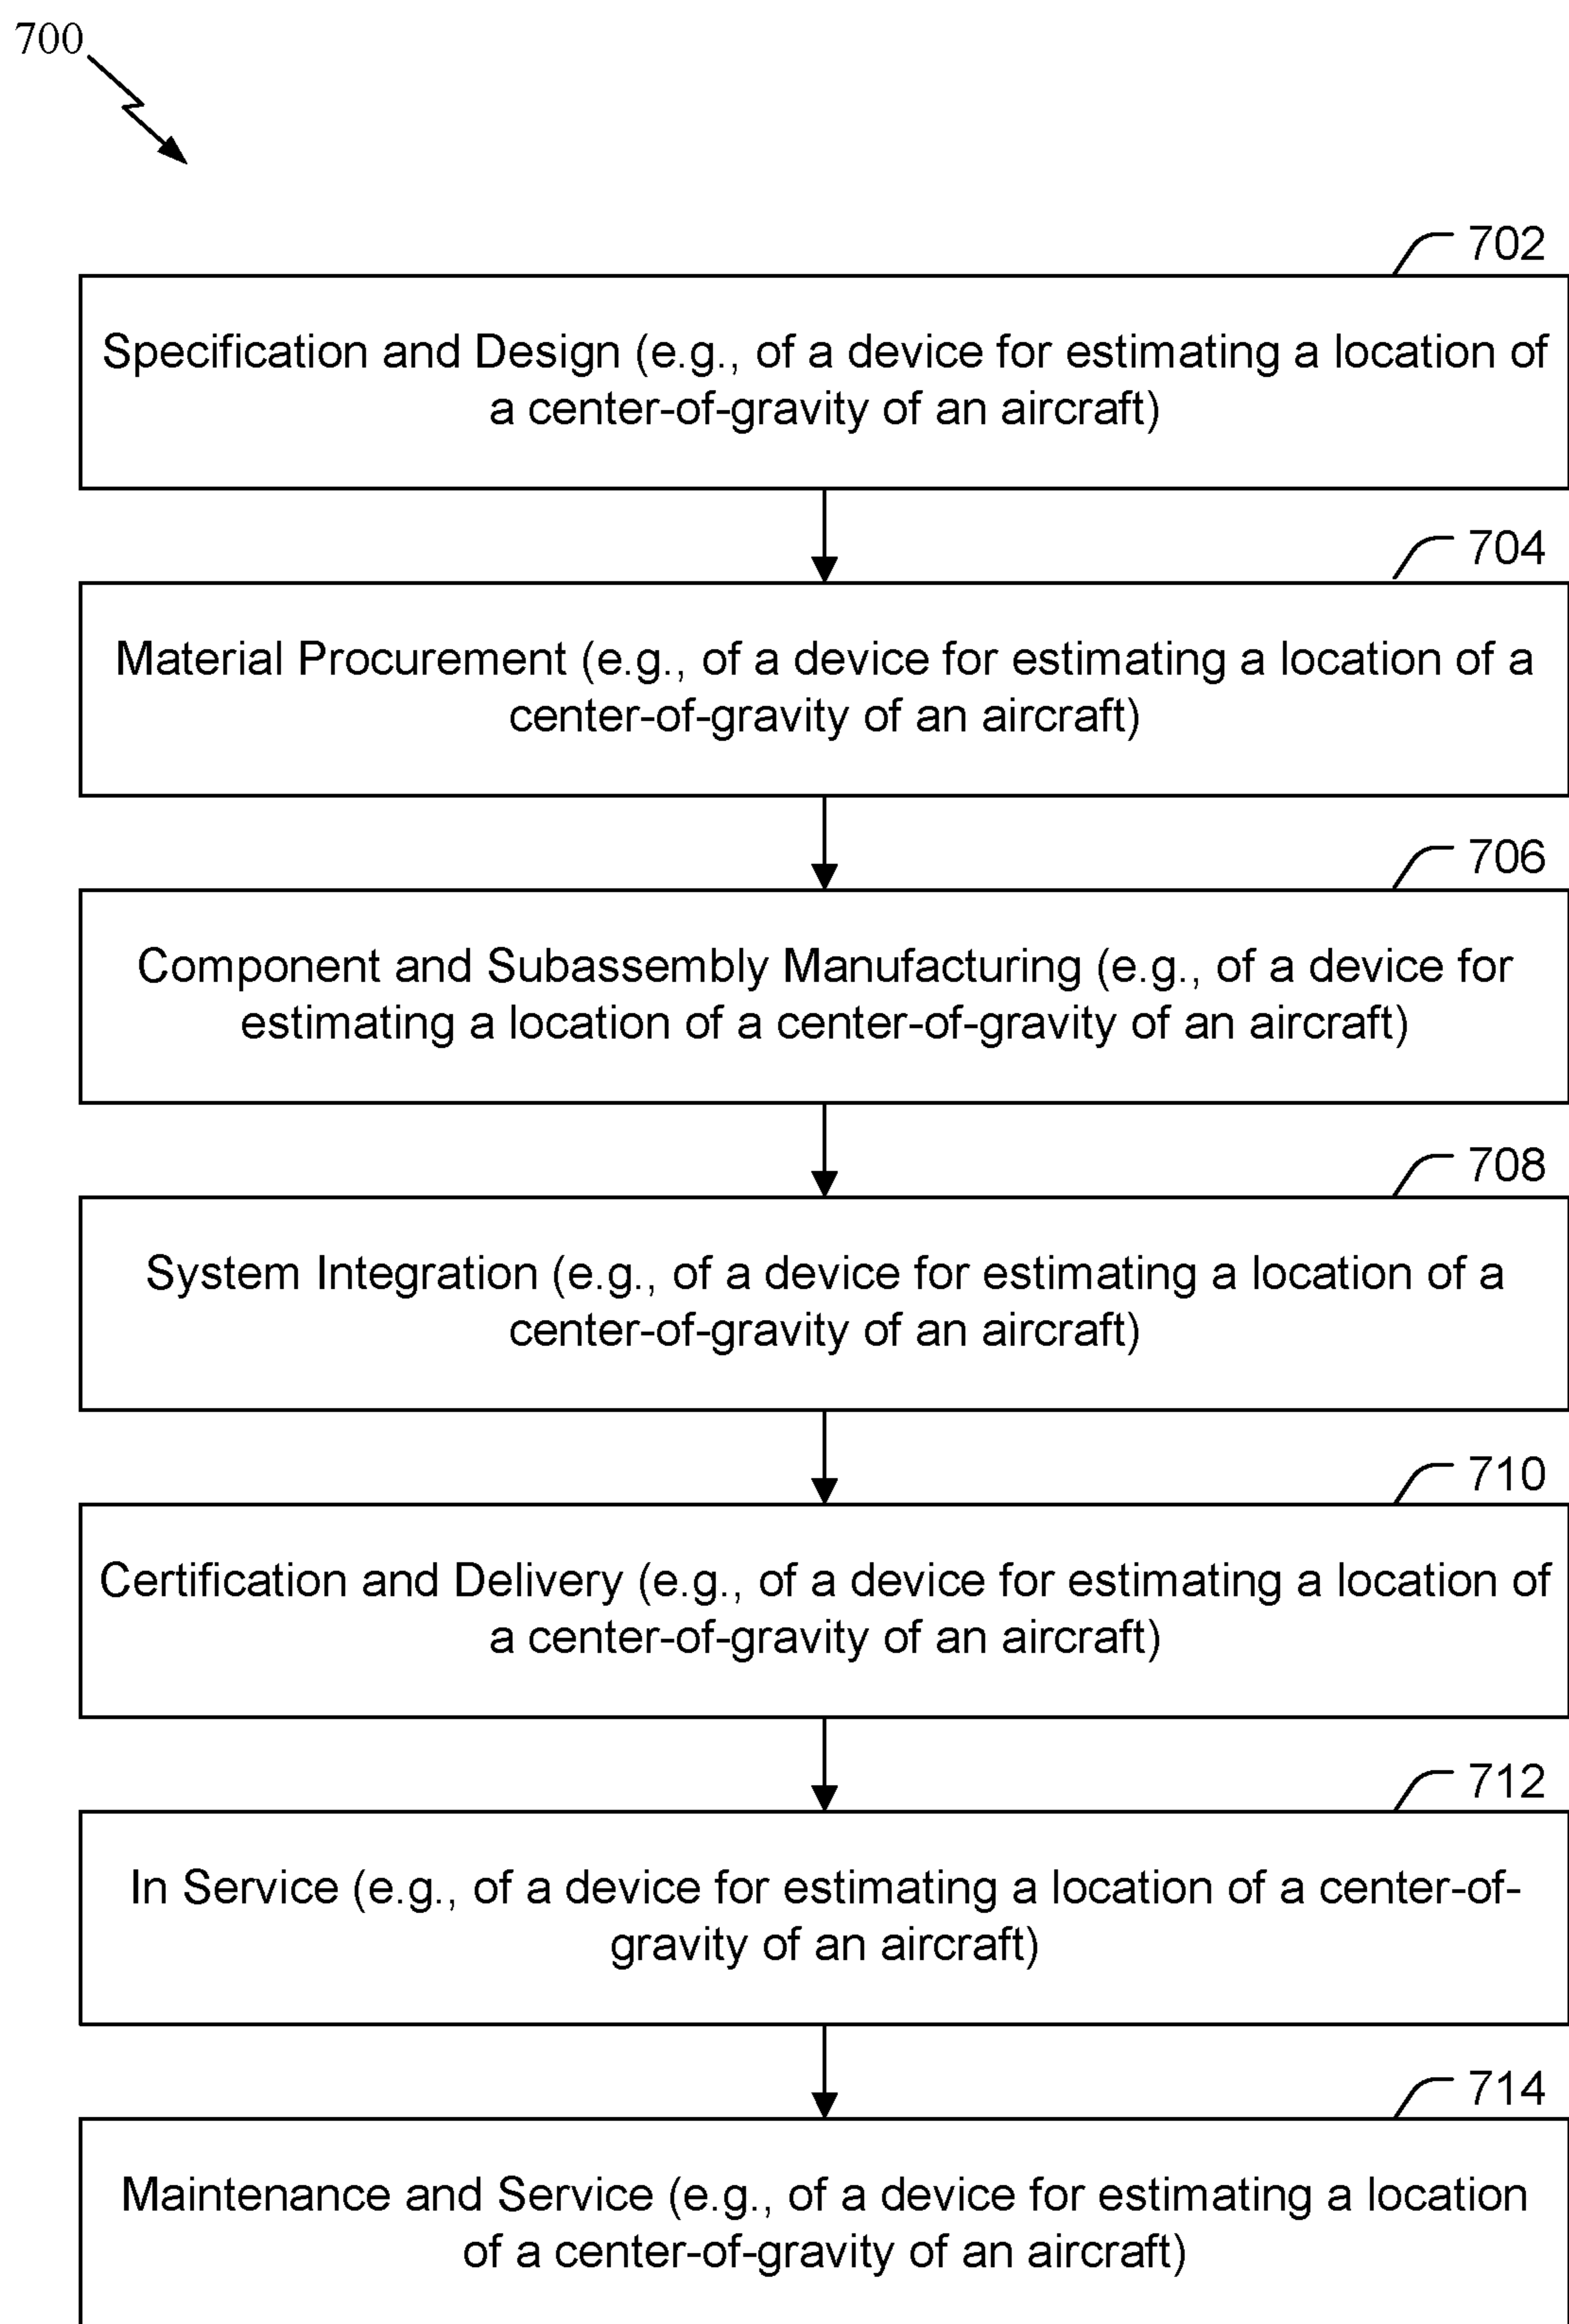 700
702
Specification and Design (e.g., of a device for estimating a location of
a center-of-gravity of an aircraft)
704
Material Procurement (e.g., of a device for estimating a location of a
center-of-gravity of an aircraft)
706
Component and Subassembly Manufacturing (e.g., of a device for
estimating a location of a center-of-gravity of an aircraft)
708
System Integration (e.g., of a device for estimating a location of a
center-of-gravity of an aircraft)
710
Certification and Delivery (e.g., of a device for estimating a location of
a center-of-gravity of an aircraft)
712
In Service (e.g., of a device for estimating a location of a center-of-
gravity of an aircraft)
714
Maintenance and Service (e.g., of a device for estimating a location
of a center-of-gravity of an aircraft)